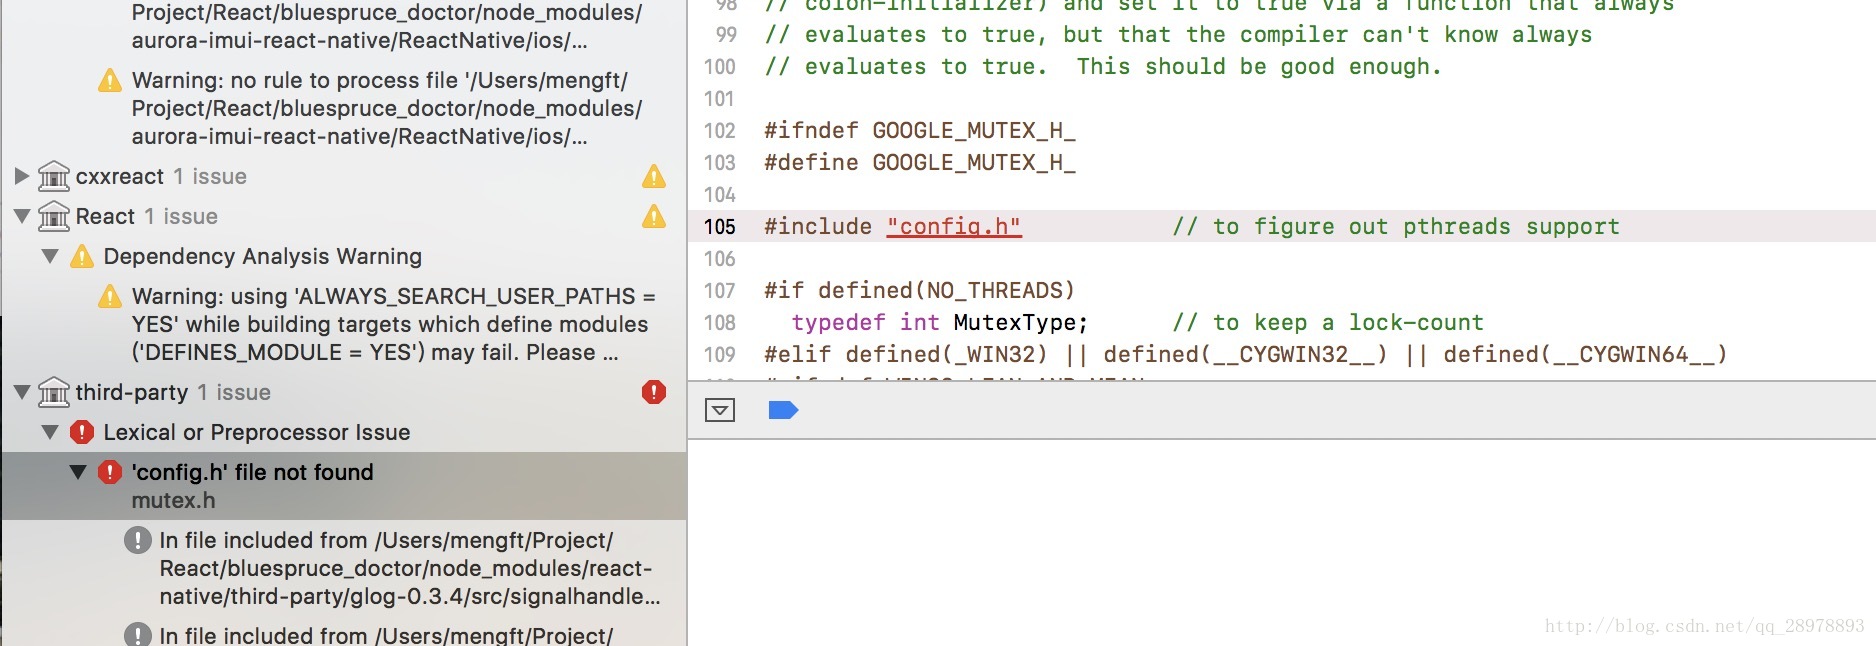 Project/React/bluespruce_doctor/node_modules/
aurora-imui-react-native/ReactNative/ios/...
Warning: no rule to process file '/Users/mengft/
Project/React/bluespruce_doctor/node_modules/
aurora-imui-react-native/ReactNative/ios/...
cxxreact 1 issue
React 1 issue
Dependency Analysis Warning
Warning: using 'ALWAYS_SEARCH_USER_PATHS =
YES' while building targets which define modules
('DEFINES_MODULE = YES') may fail. Please ...
third-party 1 issue
Lexical or Preprocessor Issue
'config.h' file not found
mutex.h
In file included from /Users/mengft/Project/
React/bluespruce_doctor/node_modules/react-
native/third-party/glog-0.3.4/src/signalhandle...
In file included from /Users/mengft/Project/
98 // colon-initializer) and set it to true via a function that always
99 // evaluates to true, but that the compiler can't know always
100 // evaluates to true.  This should be good enough.
101
102 #ifndef GOOGLE_MUTEX_H_
103 #define GOOGLE_MUTEX_H_
104
105 #include "config.h" // to figure out pthreads support
106
107 #if defined(NO_THREADS)
108 typedef int MutexType; // to keep a lock-count
109 #elif defined(_WIN32) || defined(__CYGWIN32__) || defined(__CYGWIN64__)
http://blog.csdn.net/qq_28978893